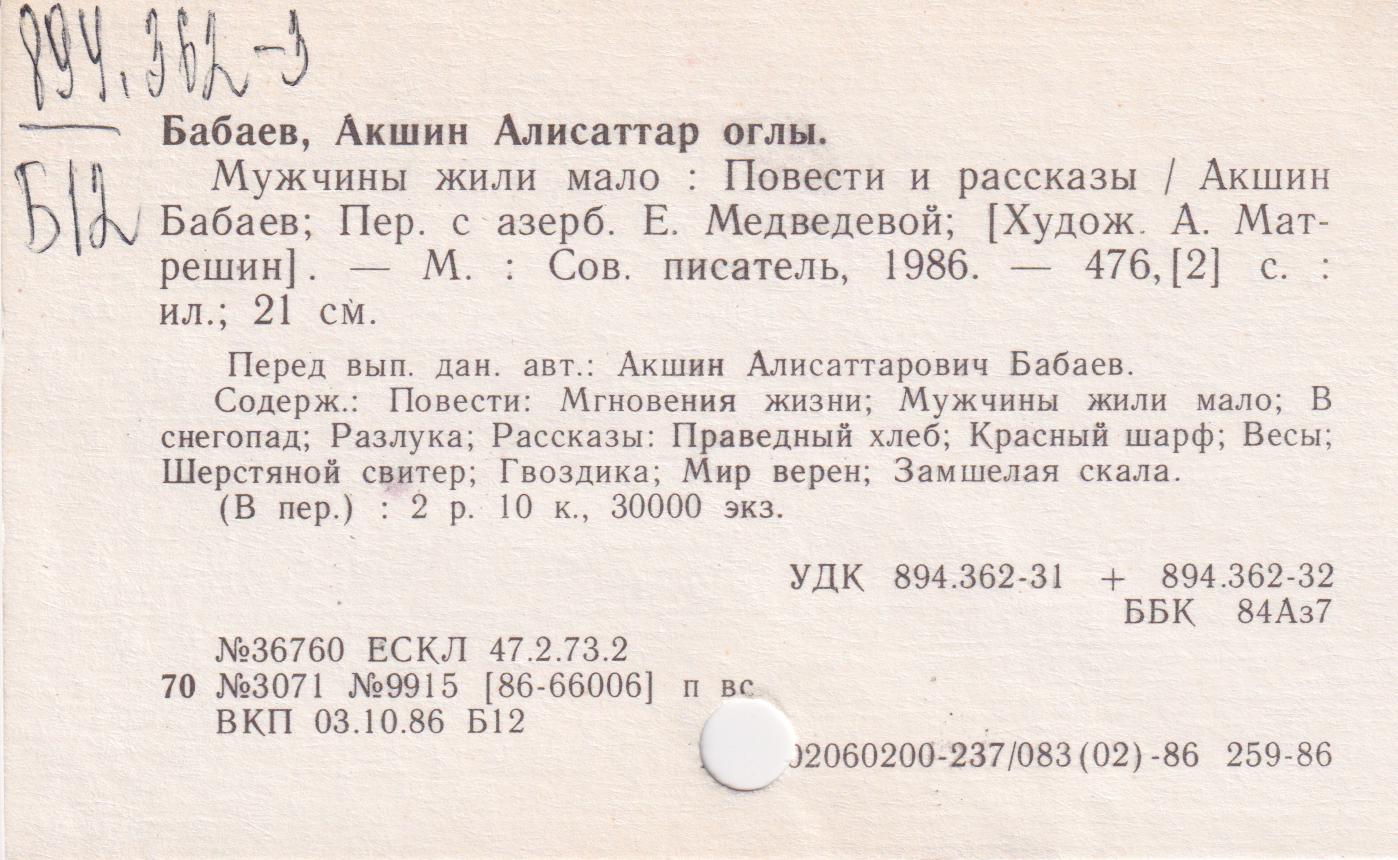 894.362-3
Б12
Бабаев, Акшин Алисаттар оглы.
Мужчины жили мало : Повести и рассказы / Акшин
Бабаев; Пер. с азерб. Е. Медведевой; [Худож. А. Мат-
решин]. — М. : Сов. писатель, 1986. — 476,[2] с. :
ил.; 21 см.
Перед вып. дан. авт.: Акшин Алисаттарович Бабаев.
Содерж.: Повести: Мгновения жизни; Мужчины жили мало; В
снегопад; Разлука; Рассказы: Праведный хлеб; Красный шарф; Весы;
Шерстяной свитер; Гвоздика; Мир верен; Замшелая скала.
(В пер.) : 2 р. 10 к., 30000 экз.
УДК 894.362-31 + 894.362-32
ББК 84Аз7
№36760 ЕСКЛ 47.2.73.2
70 №3071 №9915 [86-66006] п вс
ВКП 03.10.86 Б12
02060200-237/083(02)-86 259-86